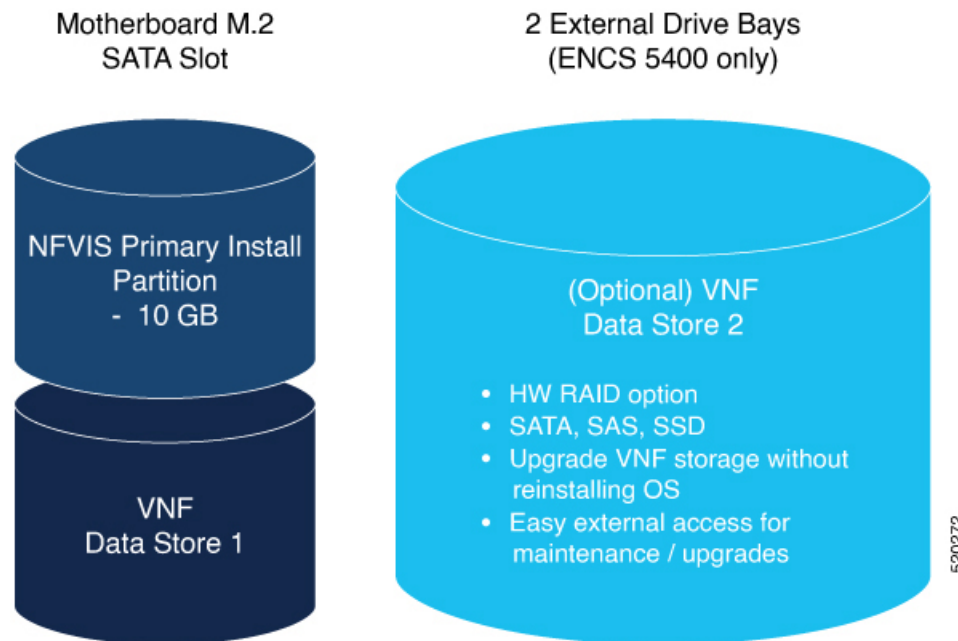 Motherboard M.2
SATA Slot
NFVIS Primary Install
Partition
- 10 GB
VNF
Data Store 1
2 External Drive Bays
(ENCS 5400 only)
(Optional) VNF
Data Store 2
• HW RAID option
• SATA, SAS, SSD
• Upgrade VNF storage without
reinstalling OS
• Easy external access for
maintenance / upgrades